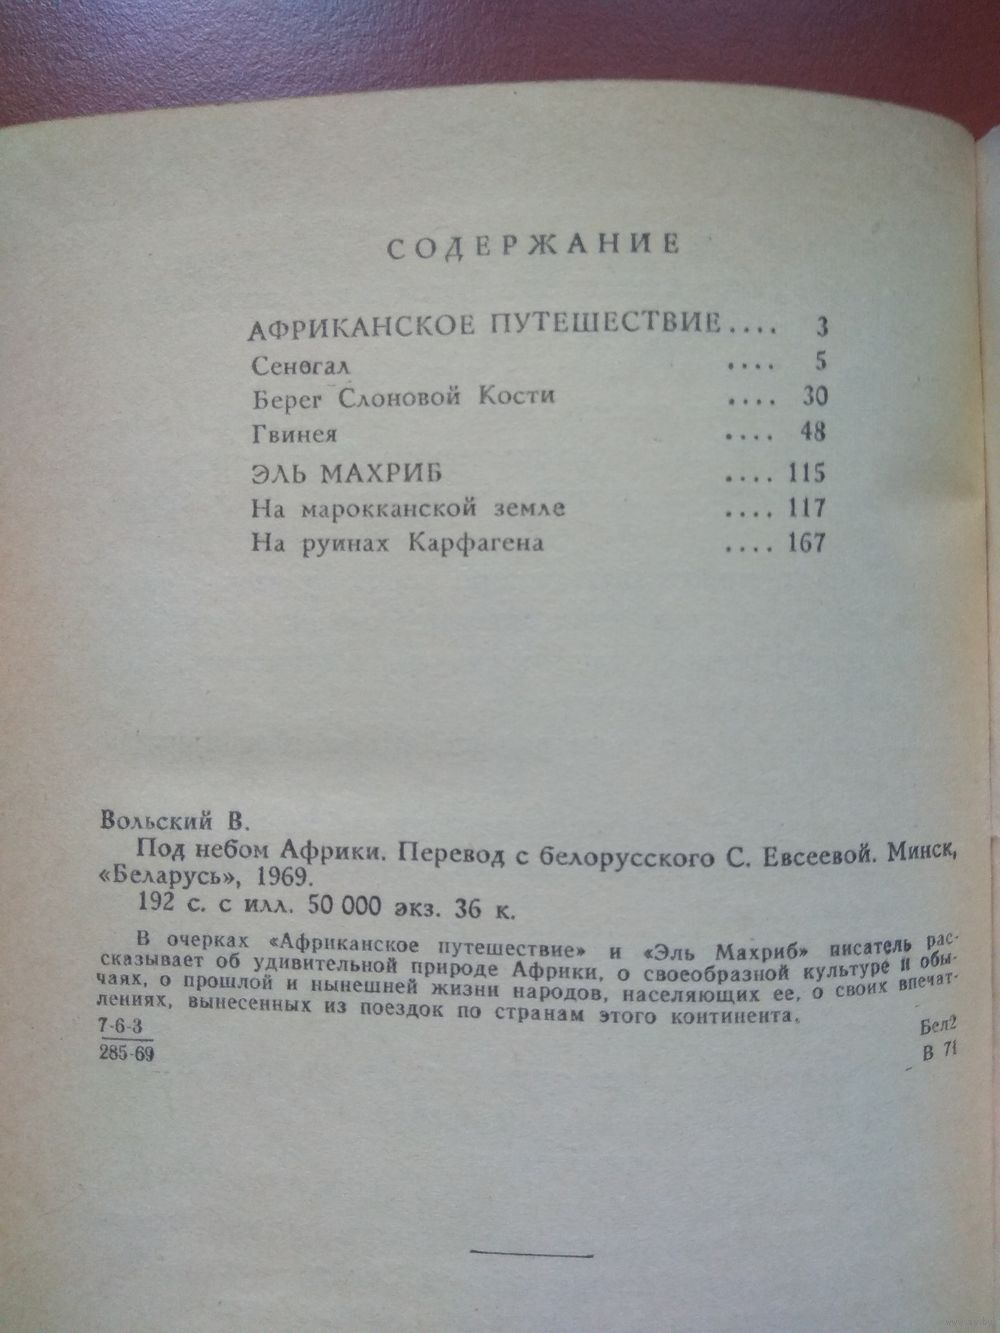 СОДЕРЖАНИЕ
АФРИКАНСКОЕ ПУТЕШЕСТВИЕ.... 3
Сенегал .... 5
Берег Слоновой Кости .... 30
Гвинея .... 48
ЭЛЬ МАХРИБ .... 115
На марокканской земле .... 117
На руинах Карфагена .... 167
Вольский В.
Под небом Африки. Перевод с белорусского С. Евсеевой. Минск,
«Беларусь», 1969.
192 с. с илл. 50 000 экз. 36 к.
В очерках «Африканское путешествие» и «Эль Махриб» писатель рас-
сказывает об удивительной природе Африки, о своеобразной культуре и обы-
чаях, о прошлой и нынешней жизни народов, населяющих ее, о своих впечат-
лениях, вынесенных из поездок по странам этого континента.
7-6-3 Бел2
285-69 В 71